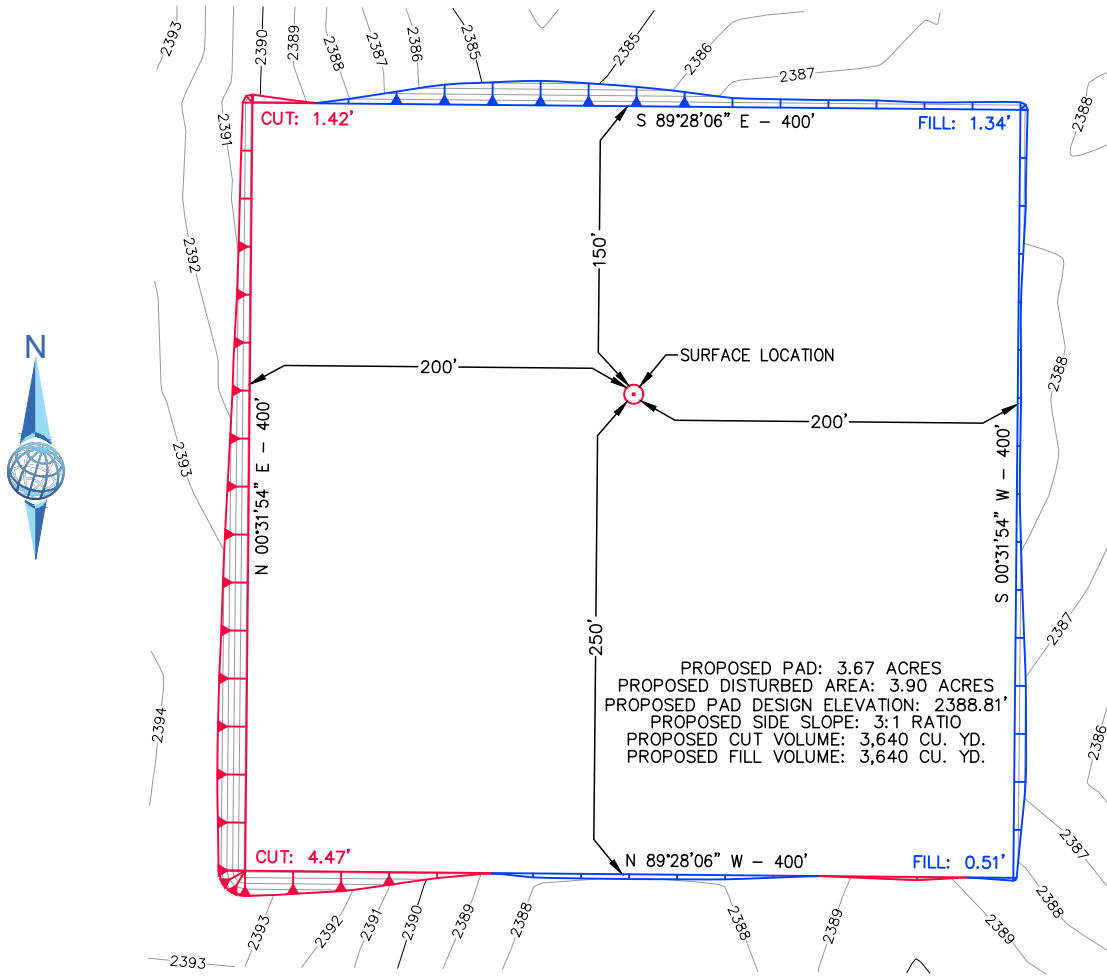 2393
2390
2389
2388
2387
2386
2385
2385
2386
2387
2388
CUT: 1.42'
S 89°28'06" E - 400'
FILL: 1.34'
2391
2392
150'
N
SURFACE LOCATION
200'
2388
200'
N 00°31'54" E - 400'
S 00°31'54" W - 400'
2393
250'
2387
PROPOSED PAD: 3.67 ACRES
PROPOSED DISTURBED AREA: 3.90 ACRES
PROPOSED PAD DESIGN ELEVATION: 2388.81'
PROPOSED SIDE SLOPE: 3:1 RATIO
PROPOSED CUT VOLUME: 3,640 CU. YD.
PROPOSED FILL VOLUME: 3,640 CU. YD.
2394
2386
2387
CUT: 4.47'
N 89°28'06" W - 400'
FILL: 0.51'
2393
2392
2391
2390
2389
2388
2388
2389
2389
2388
2393